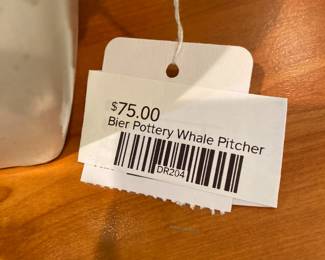 $75.00
Bier Pottery Whale Pitcher
DR204